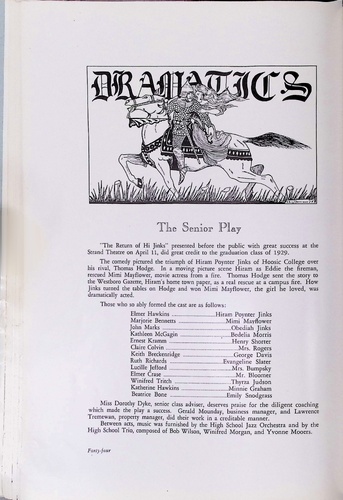 DRAMATICS
The Senior Play
"The Return of Hi Jinks" presented before the public with great success at the
Strand Theatre on April 11, did great credit to the graduation class of 1929.
The comedy pictured the triumph of Hiram Poynter Jinks of Hoosic College over
his rival, Thomas Hodge. In a moving picture scene Hiram as Eddie the fireman,
rescued Mimi Mayflower, movie actress from a fire. Thomas Hodge sent the story to
the Westboro Gazette, Hiram's home town paper, as a real rescue at a campus fire. How
Jinks turned the tables on Hodge and won Mimi Mayflower, the girl he loved, was
dramatically acted.
Those who so ably formed the cast are as follows:
Elmer Hawkins Hiram Poynter Jinks
Marjorie Bennetts Mimi Mayflower
John Marks Obediah Jinks
Kathleen McGagin Bedelia Morris
Ernest Kramm Henry Shorter
Claire Colvin Mrs. Rogers
Keith Breckenridge George Davis
Ruth Richards Evangeline Slater
Lucille Jefford Mrs. Bumpsky
Elmer Crase Mr. Bloomer
Winifred Tritch Thyrza Judson
Katherine Hawkins Minnie Graham
Beatrice Bone Emily Snodgrass
Miss Dorothy Dyke, senior class adviser, deserves praise for the diligent coaching
which made the play a success. Gerald Mounday, business manager, and Lawrence
Tremewan, property manager, did their work in a creditable manner.
Between acts, music was furnished by the High School Jazz Orchestra and by the
High School Trio, composed of Bob Wilson, Winifred Morgan, and Yvonne Mooers.
Forty-four